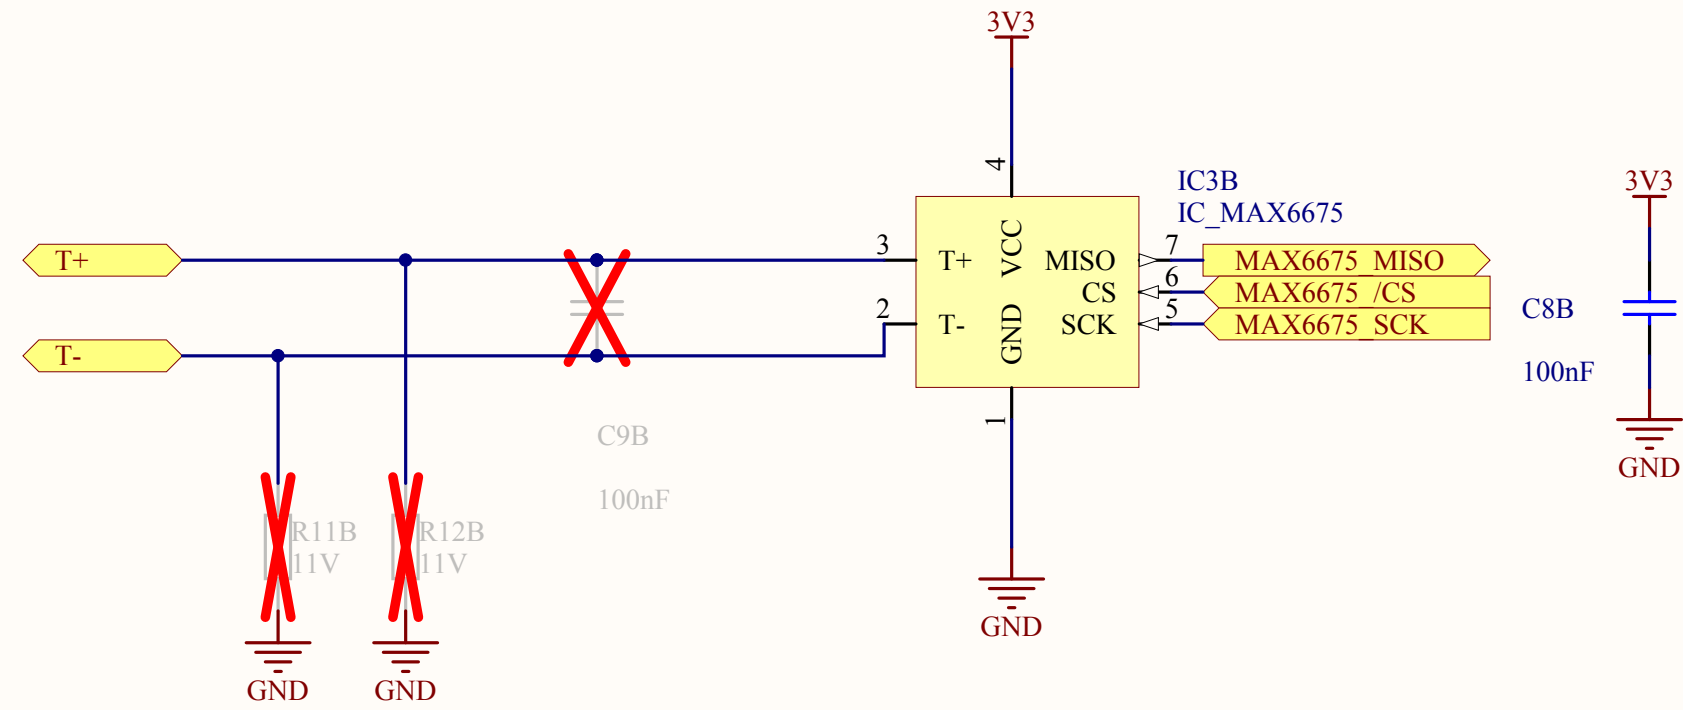 3V3
4
IC3B
IC_MAX6675
3V3
T+
3
T+
VCC
MISO
7
MAX6675_MISO
CS
6
MAX6675_/CS
2
T-
GND
SCK
5
MAX6675_SCK
C8B
100nF
T-
1
C9B
100nF
GND
R11B
11V
R12B
11V
GND
GND
GND